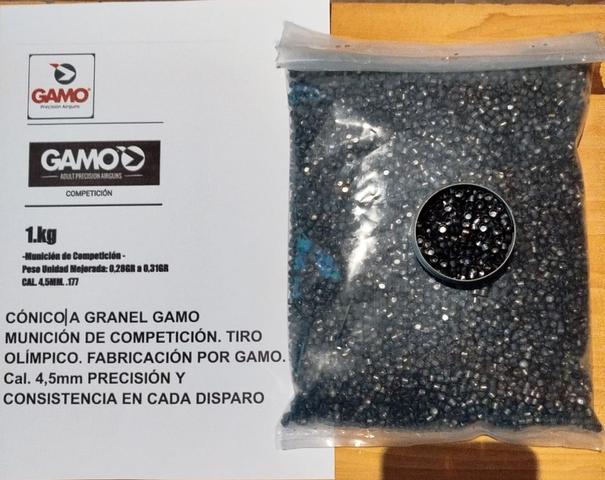 GAMO
Precision Airguns
GAMO
ADULT PRECISION AIRGUNS
COMPETICIÓN
1.kg
-Munición de Competición -
Peso Unidad Mejorada: 0,28GR a 0,31GR
CAL. 4,5MM. .177
CÓNICO A GRANEL GAMO
MUNICIÓN DE COMPETICIÓN. TIRO
OLÍMPICO. FABRICACIÓN POR GAMO.
Cal. 4,5mm PRECISIÓN Y
CONSISTENCIA EN CADA DISPARO